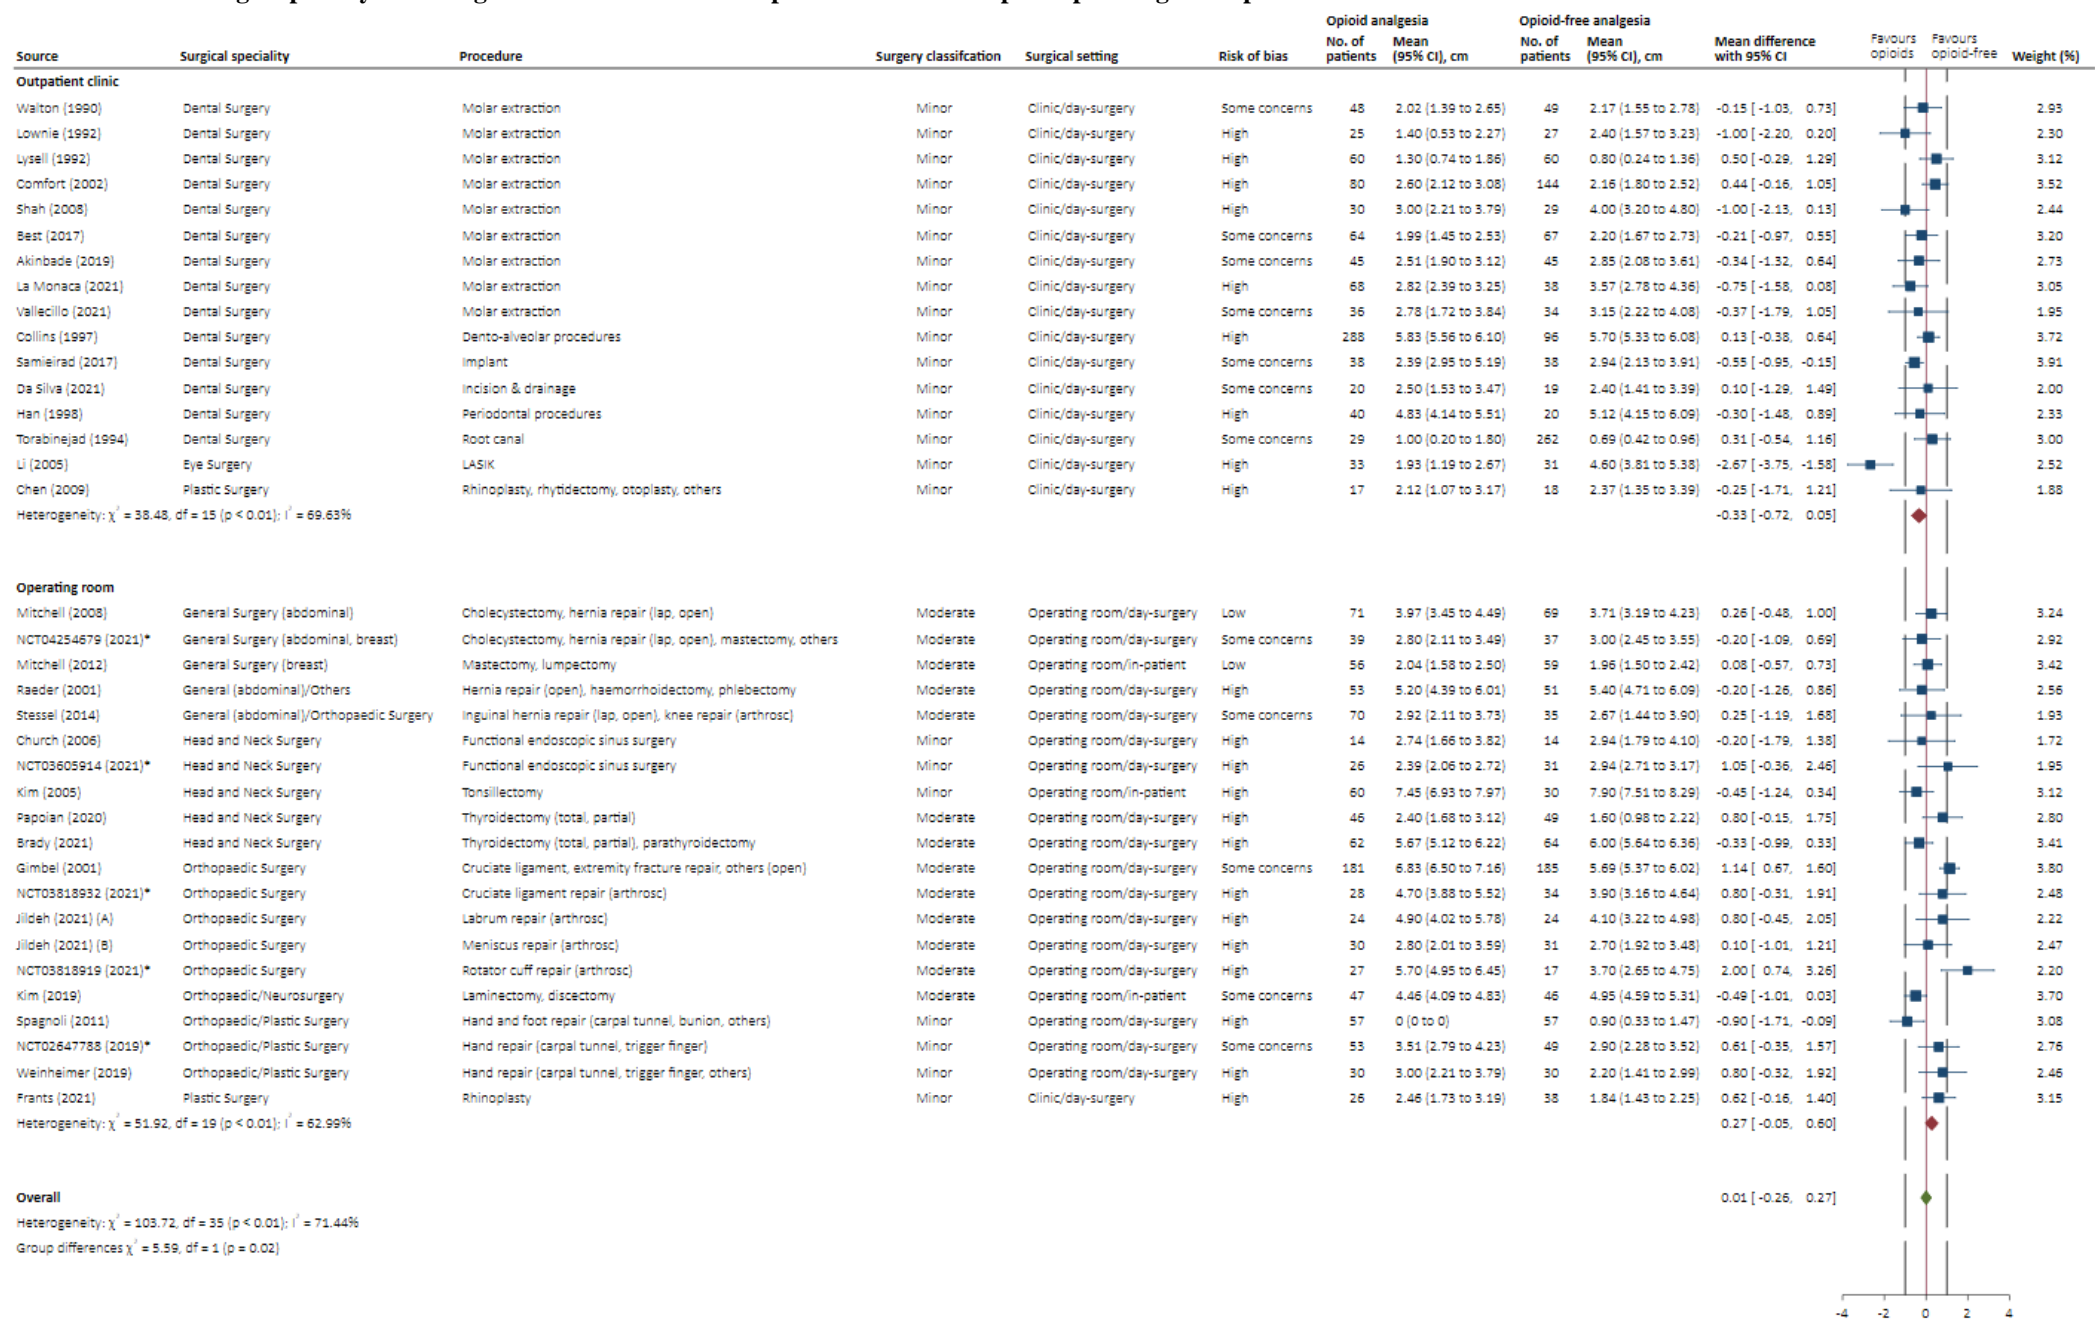 Opioid analgesia Opioid-free analgesia
Source Surgical speciality Procedure Surgery classifcation Surgical setting Risk of bias No. of patients Mean (95% CI), cm No. of patients Mean (95% CI), cm Mean difference with 95% CI Favours opioids Favours opioid-free Weight (%)
Outpatient clinic
Walton (1990) Dental Surgery Molar extraction Minor Clinic/day-surgery Some concerns 48 2.02 (1.39 to 2.65) 49 2.17 (1.55 to 2.78) -0.15 [ -1.03, 0.73] 2.93
Lownie (1992) Dental Surgery Molar extraction Minor Clinic/day-surgery High 25 1.40 (0.53 to 2.27) 27 2.40 (1.57 to 3.23) -1.00 [ -2.20, 0.20] 2.30
Lysell (1992) Dental Surgery Molar extraction Minor Clinic/day-surgery High 60 1.30 (0.74 to 1.86) 60 0.80 (0.24 to 1.36) 0.50 [ -0.29, 1.29] 3.12
Comfort (2002) Dental Surgery Molar extraction Minor Clinic/day-surgery High 80 2.60 (2.12 to 3.08) 144 2.16 (1.80 to 2.52) 0.44 [ -0.16, 1.05] 3.52
Shah (2008) Dental Surgery Molar extraction Minor Clinic/day-surgery High 30 3.00 (2.21 to 3.79) 29 4.00 (3.20 to 4.80) -1.00 [ -2.13, 0.13] 2.44
Best (2017) Dental Surgery Molar extraction Minor Clinic/day-surgery Some concerns 64 1.99 (1.45 to 2.53) 67 2.20 (1.67 to 2.73) -0.21 [ -0.97, 0.55] 3.20
Akinbade (2019) Dental Surgery Molar extraction Minor Clinic/day-surgery Some concerns 45 2.51 (1.90 to 3.12) 45 2.85 (2.08 to 3.61) -0.34 [ -1.32, 0.64] 2.73
La Monaca (2021) Dental Surgery Molar extraction Minor Clinic/day-surgery High 68 2.82 (2.39 to 3.25) 38 3.57 (2.78 to 4.36) -0.75 [ -1.58, 0.08] 3.05
Vallecillo (2021) Dental Surgery Molar extraction Minor Clinic/day-surgery Some concerns 36 2.78 (1.72 to 3.84) 34 3.15 (2.22 to 4.08) -0.37 [ -1.79, 1.05] 1.95
Collins (1997) Dental Surgery Dento-alveolar procedures Minor Clinic/day-surgery High 288 5.83 (5.56 to 6.10) 96 5.70 (5.33 to 6.08) 0.13 [ -0.38, 0.64] 3.72
Samieirad (2017) Dental Surgery Implant Minor Clinic/day-surgery Some concerns 38 2.39 (2.95 to 5.19) 38 2.94 (2.13 to 3.91) -0.55 [ -0.95, -0.15] 3.91
Da Silva (2021) Dental Surgery Incision & drainage Minor Clinic/day-surgery Some concerns 20 2.50 (1.53 to 3.47) 19 2.40 (1.41 to 3.39) 0.10 [ -1.29, 1.49] 2.00
Han (1998) Dental Surgery Periodontal procedures Minor Clinic/day-surgery High 40 4.83 (4.14 to 5.51) 20 5.12 (4.15 to 6.09) -0.30 [ -1.48, 0.89] 2.33
Torabinejad (1994) Dental Surgery Root canal Minor Clinic/day-surgery Some concerns 29 1.00 (0.20 to 1.80) 262 0.69 (0.42 to 0.96) 0.31 [ -0.54, 1.16] 3.00
Li (2005) Eye Surgery LASIK Minor Clinic/day-surgery High 33 1.93 (1.19 to 2.67) 31 4.60 (3.81 to 5.38) -2.67 [ -3.75, -1.58] 2.52
Chen (2009) Plastic Surgery Rhinoplasty, rhytidectomy, otoplasty, others Minor Clinic/day-surgery High 17 2.12 (1.07 to 3.17) 18 2.37 (1.35 to 3.39) -0.25 [ -1.71, 1.21] 1.88
Heterogeneity: χ² = 38.48, df = 15 (p < 0.01); I² = 69.63% -0.33 [ -0.72, 0.05]
Operating room
Mitchell (2008) General Surgery (abdominal) Cholecystectomy, hernia repair (lap, open) Moderate Operating room/day-surgery Low 71 3.97 (3.45 to 4.49) 69 3.71 (3.19 to 4.23) 0.26 [ -0.48, 1.00] 3.24
NCT04254679 (2021)* General Surgery (abdominal, breast) Cholecystectomy, hernia repair (lap, open), mastectomy, others Moderate Operating room/day-surgery Some concerns 39 2.80 (2.11 to 3.49) 37 3.00 (2.45 to 3.55) -0.20 [ -1.09, 0.69] 2.92
Mitchell (2012) General Surgery (breast) Mastectomy, lumpectomy Moderate Operating room/in-patient Low 56 2.04 (1.58 to 2.50) 59 1.96 (1.50 to 2.42) 0.08 [ -0.57, 0.73] 3.42
Raeder (2001) General (abdominal)/Others Hernia repair (open), haemorrhoidectomy, phlebectomy Moderate Operating room/day-surgery High 53 5.20 (4.39 to 6.01) 51 5.40 (4.71 to 6.09) -0.20 [ -1.26, 0.86] 2.56
Stessel (2014) General (abdominal)/Orthopaedic Surgery Inguinal hernia repair (lap, open), knee repair (arthrosc) Moderate Operating room/day-surgery Some concerns 70 2.92 (2.11 to 3.73) 35 2.67 (1.44 to 3.90) 0.25 [ -1.19, 1.68] 1.93
Church (2006) Head and Neck Surgery Functional endoscopic sinus surgery Minor Operating room/day-surgery High 14 2.74 (1.66 to 3.82) 14 2.94 (1.79 to 4.10) -0.20 [ -1.79, 1.38] 1.72
NCT03605914 (2021)* Head and Neck Surgery Functional endoscopic sinus surgery Minor Operating room/day-surgery High 26 2.39 (2.06 to 2.72) 31 2.94 (2.71 to 3.17) 1.05 [ -0.36, 2.46] 1.95
Kim (2005) Head and Neck Surgery Tonsillectomy Minor Operating room/in-patient High 60 7.45 (6.93 to 7.97) 30 7.90 (7.51 to 8.29) -0.45 [ -1.24, 0.34] 3.12
Papoian (2020) Head and Neck Surgery Thyroidectomy (total, partial) Moderate Operating room/day-surgery High 46 2.40 (1.68 to 3.12) 49 1.60 (0.98 to 2.22) 0.80 [ -0.15, 1.75] 2.80
Brady (2021) Head and Neck Surgery Thyroidectomy (total, partial), parathyroidectomy Moderate Operating room/day-surgery High 62 5.67 (5.12 to 6.22) 64 6.00 (5.64 to 6.36) -0.33 [ -0.99, 0.33] 3.41
Gimbel (2001) Orthopaedic Surgery Cruciate ligament, extremity fracture repair, others (open) Moderate Operating room/day-surgery Some concerns 181 6.83 (6.50 to 7.16) 185 5.69 (5.37 to 6.02) 1.14 [ 0.67, 1.60] 3.80
NCT03818932 (2021)* Orthopaedic Surgery Cruciate ligament repair (arthrosc) Moderate Operating room/day-surgery High 28 4.70 (3.88 to 5.52) 34 3.90 (3.16 to 4.64) 0.80 [ -0.31, 1.91] 2.48
Jildeh (2021) (A) Orthopaedic Surgery Labrum repair (arthrosc) Moderate Operating room/day-surgery High 24 4.90 (4.02 to 5.78) 24 4.10 (3.22 to 4.98) 0.80 [ -0.45, 2.05] 2.22
Jildeh (2021) (B) Orthopaedic Surgery Meniscus repair (arthrosc) Moderate Operating room/day-surgery High 30 2.80 (2.01 to 3.59) 31 2.70 (1.92 to 3.48) 0.10 [ -1.01, 1.21] 2.47
NCT03818919 (2021)* Orthopaedic Surgery Rotator cuff repair (arthrosc) Moderate Operating room/day-surgery High 27 5.70 (4.95 to 6.45) 17 3.70 (2.65 to 4.75) 2.00 [ 0.74, 3.26] 2.20
Kim (2019) Orthopaedic/Neurosurgery Laminectomy, discectomy Moderate Operating room/in-patient Some concerns 47 4.46 (4.09 to 4.83) 46 4.95 (4.59 to 5.31) -0.49 [ -1.01, 0.03] 3.70
Spagnoli (2011) Orthopaedic/Plastic Surgery Hand and foot repair (carpal tunnel, bunion, others) Minor Operating room/day-surgery High 57 0 (0 to 0) 57 0.90 (0.33 to 1.47) -0.90 [ -1.71, -0.09] 3.08
NCT02647788 (2019)* Orthopaedic/Plastic Surgery Hand repair (carpal tunnel, trigger finger) Minor Operating room/day-surgery Some concerns 53 3.51 (2.79 to 4.23) 49 2.90 (2.28 to 3.52) 0.61 [ -0.35, 1.57] 2.76
Weinheimer (2019) Orthopaedic/Plastic Surgery Hand repair (carpal tunnel, trigger finger, others) Minor Operating room/day-surgery High 30 3.00 (2.21 to 3.79) 30 2.20 (1.41 to 2.99) 0.80 [ -0.32, 1.92] 2.46
Frants (2021) Plastic Surgery Rhinoplasty Minor Clinic/day-surgery High 26 2.46 (1.73 to 3.19) 38 1.84 (1.43 to 2.25) 0.62 [ -0.16, 1.40] 3.15
Heterogeneity: χ² = 51.92, df = 19 (p < 0.01); I² = 62.99% 0.27 [ -0.05, 0.60]
Overall 0.01 [ -0.26, 0.27]
Heterogeneity: χ² = 103.72, df = 35 (p < 0.01); I² = 71.44%
Group differences χ² = 5.59, df = 1 (p = 0.02)
-4 -2 0 2 4